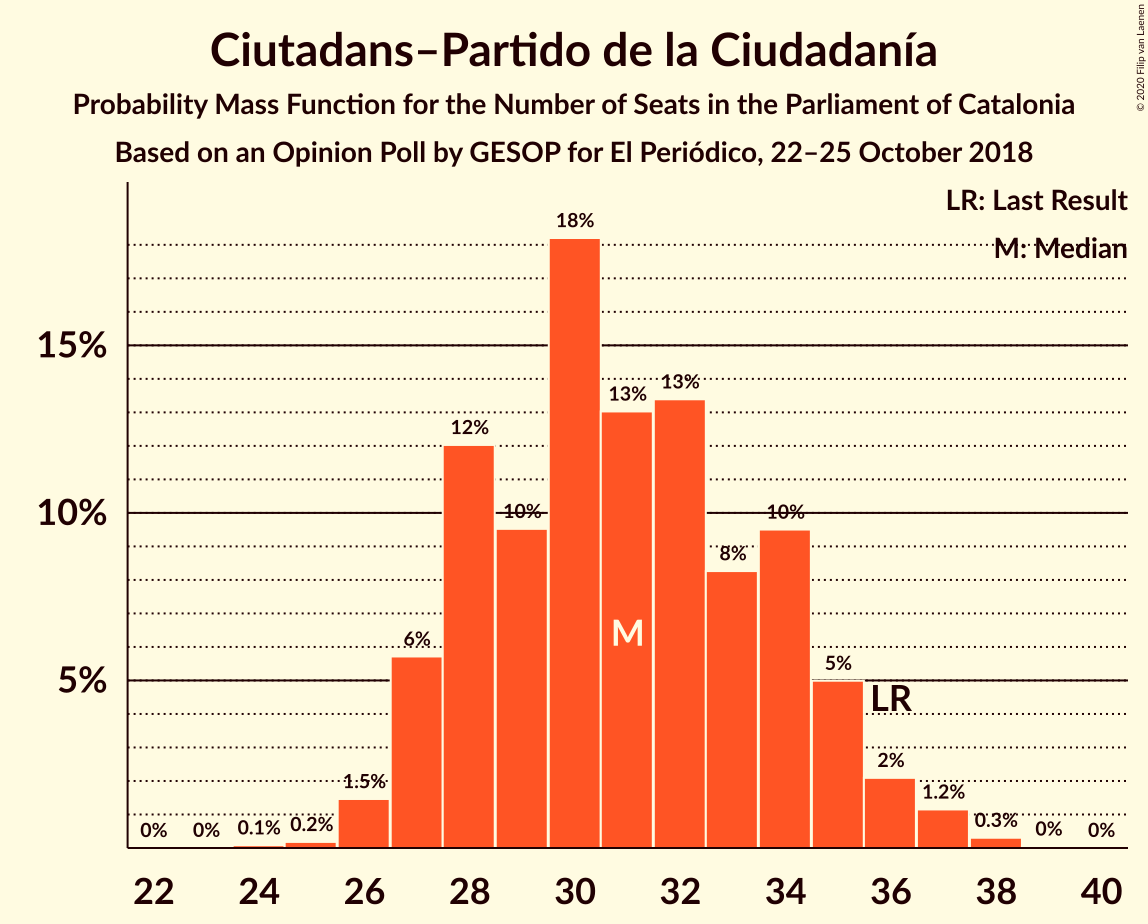 Ciutadans–Partido de la Ciudadanía
Probability Mass Function for the Number of Seats in the Parliament of Catalonia
Based on an Opinion Poll by GESOP for El Periódico, 22–25 October 2018
© 2020 Filip van Laenen
LR: Last Result
M: Median
15%
10%
5%
0%
0%
0.1%
0.2%
1.5%
6%
12%
10%
18%
13%
13%
8%
10%
5%
2%
1.2%
0.3%
0%
0%
M
LR
22 24 26 28 30 32 34 36 38 40